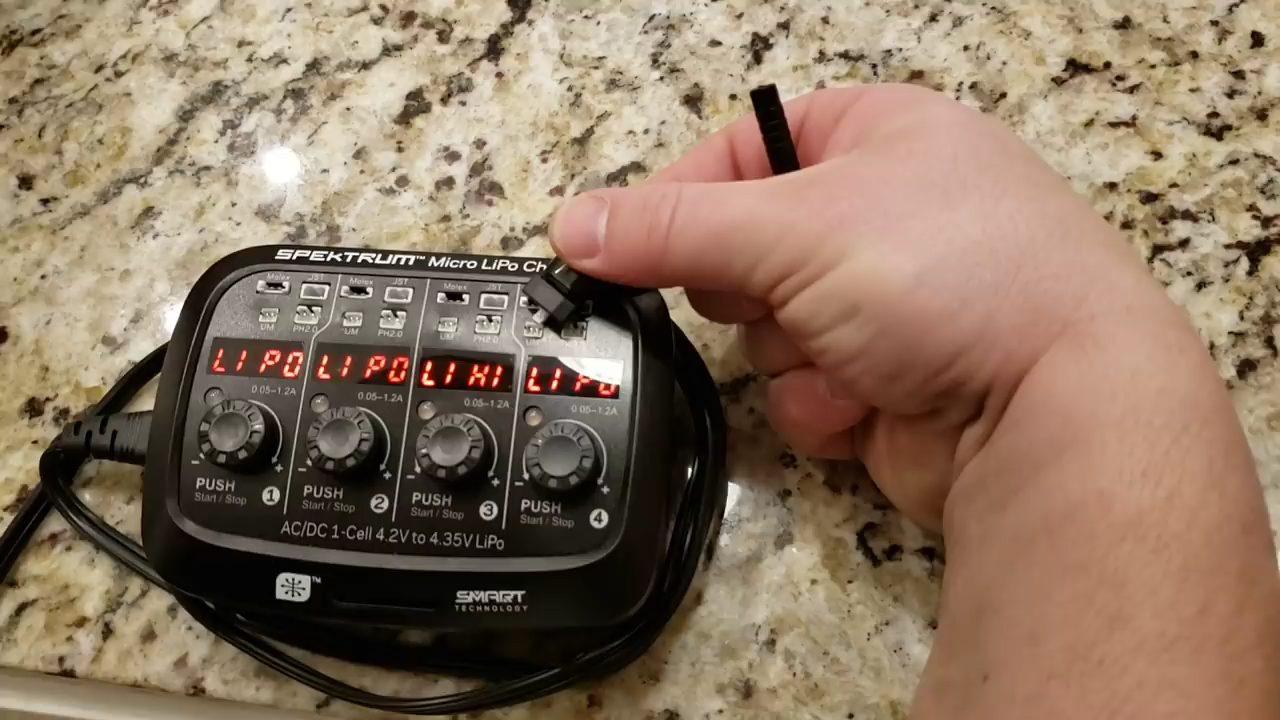 SPEKTRUM™ Micro LiPo Ch
Molex JST Molex JST Molex JST
UM PH2.0 UM PH2.0 UM PH2.0 UM
LIPO LIPO LIHI LIPO
0.05-1.2A 0.05-1.2A 0.05-1.2A 0.05-1.2A
- + - + - + - +
PUSH PUSH PUSH PUSH
Start / Stop 1 Start / Stop 2 Start / Stop 3 Start / Stop 4
AC/DC 1-Cell 4.2V to 4.35V LiPo
™ SMART
TECHNOLOGY